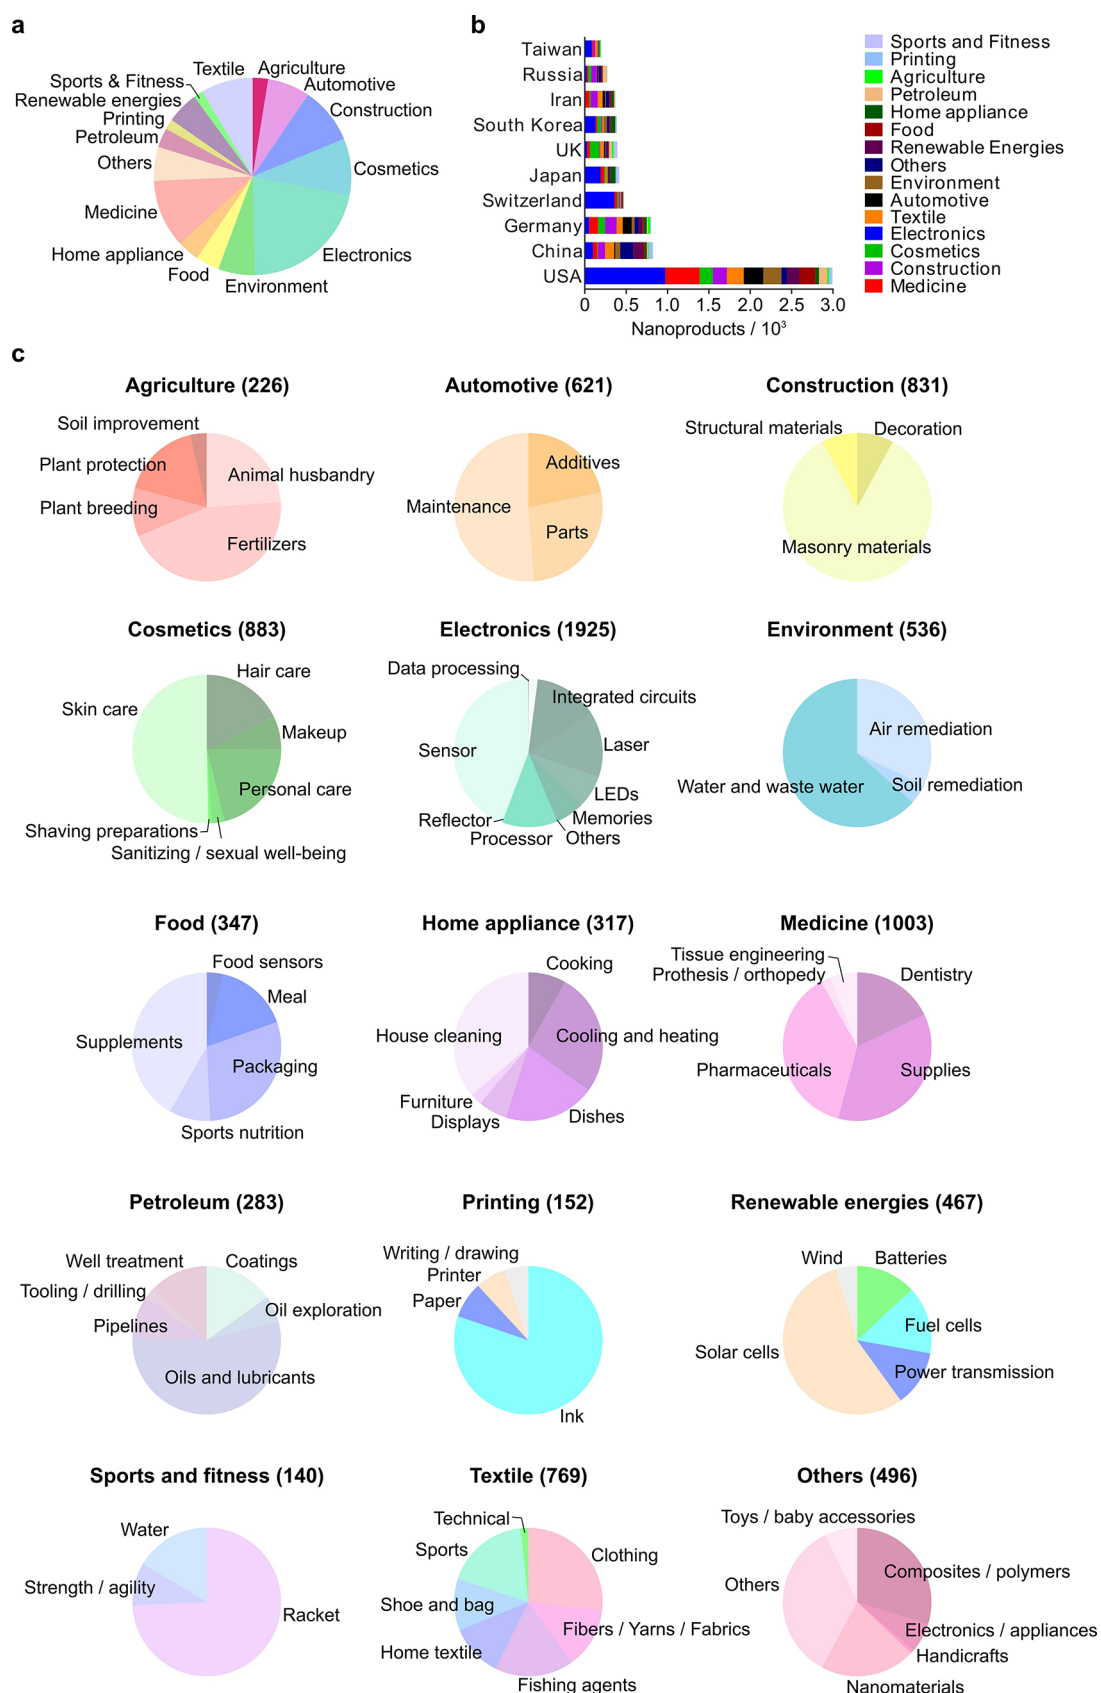 a
Textile
Agriculture
Sports & Fitness
Automotive
Renewable energies
Construction
Printing
Petroleum
Others
Cosmetics
Medicine
Home appliance
Electronics
Food
Environment
b
Taiwan
Russia
Iran
South Korea
UK
Japan
Switzerland
Germany
China
USA
0 0.5 1.0 1.5 2.0 2.5 3.0
Nanoproducts / 10³
Sports and Fitness
Printing
Agriculture
Petroleum
Home appliance
Food
Renewable Energies
Others
Environment
Automotive
Textile
Electronics
Cosmetics
Construction
Medicine
c
Agriculture (226)
Soil improvement
Plant protection
Animal husbandry
Plant breeding
Fertilizers
Automotive (621)
Additives
Maintenance
Parts
Construction (831)
Structural materials
Decoration
Masonry materials
Cosmetics (883)
Hair care
Skin care
Makeup
Personal care
Shaving preparations
Sanitizing / sexual well-being
Electronics (1925)
Data processing
Integrated circuits
Sensor
Laser
LEDs
Reflector
Memories
Processor
Others
Environment (536)
Air remediation
Water and waste water
Soil remediation
Food (347)
Food sensors
Meal
Supplements
Packaging
Sports nutrition
Home appliance (317)
Cooking
House cleaning
Cooling and heating
Furniture
Displays
Dishes
Medicine (1003)
Tissue engineering
Prothesis / orthopedy
Dentistry
Pharmaceuticals
Supplies
Petroleum (283)
Well treatment
Coatings
Tooling / drilling
Oil exploration
Pipelines
Oils and lubricants
Printing (152)
Writing / drawing
Printer
Paper
Ink
Renewable energies (467)
Wind
Batteries
Fuel cells
Solar cells
Power transmission
Sports and fitness (140)
Water
Strength / agility
Racket
Textile (769)
Technical
Sports
Clothing
Shoe and bag
Fibers / Yarns / Fabrics
Home textile
Fishing agents
Others (496)
Toys / baby accessories
Composites / polymers
Others
Electronics / appliances
Handicrafts
Nanomaterials